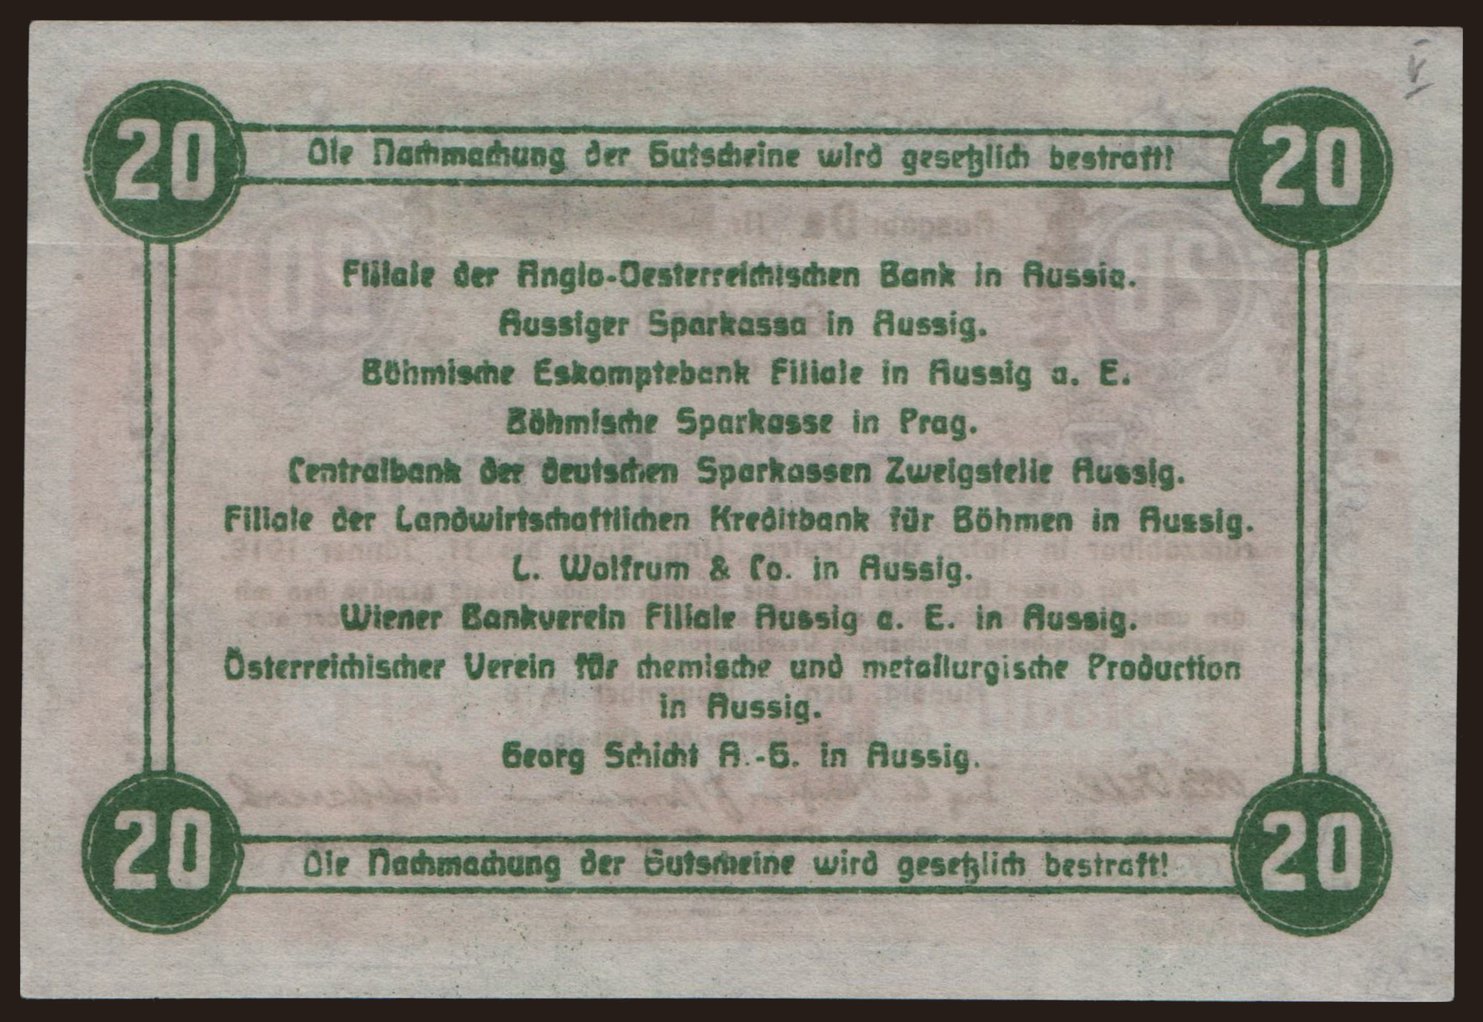 20 Die Nachmachung der Gutscheine wird gesetzlich bestraft! 20
Filiale der Anglo-Oesterreichischen Bank in Aussig.
Aussiger Sparkassa in Aussig.
Böhmische Eskomptebank Filiale in Aussig a. E.
Böhmische Sparkasse in Prag.
Centralbank der deutschen Sparkassen Zweigstelle Aussig.
Filiale der Landwirtschaftlichen Kreditbank für Böhmen in Aussig.
L. Wolfrum & Co. in Aussig.
Wiener Bankverein Filiale Aussig a. E. in Aussig.
Österreichischer Verein für chemische und metallurgische Production
in Aussig.
Georg Schicht A.-G. in Aussig.
20 Die Nachmachung der Gutscheine wird gesetzlich bestraft! 20